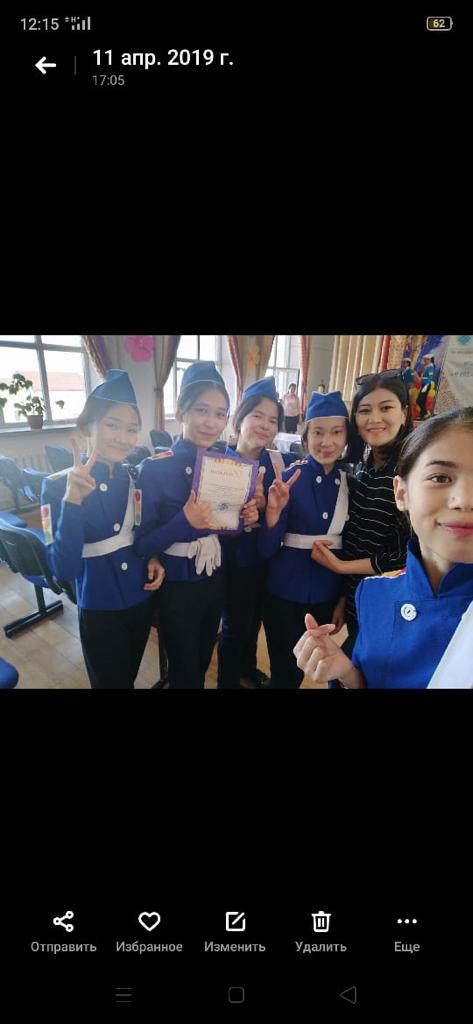 12:15
62
11 апр. 2019 г.
17:05
Отправить
Избранное
Изменить
Удалить
Еще